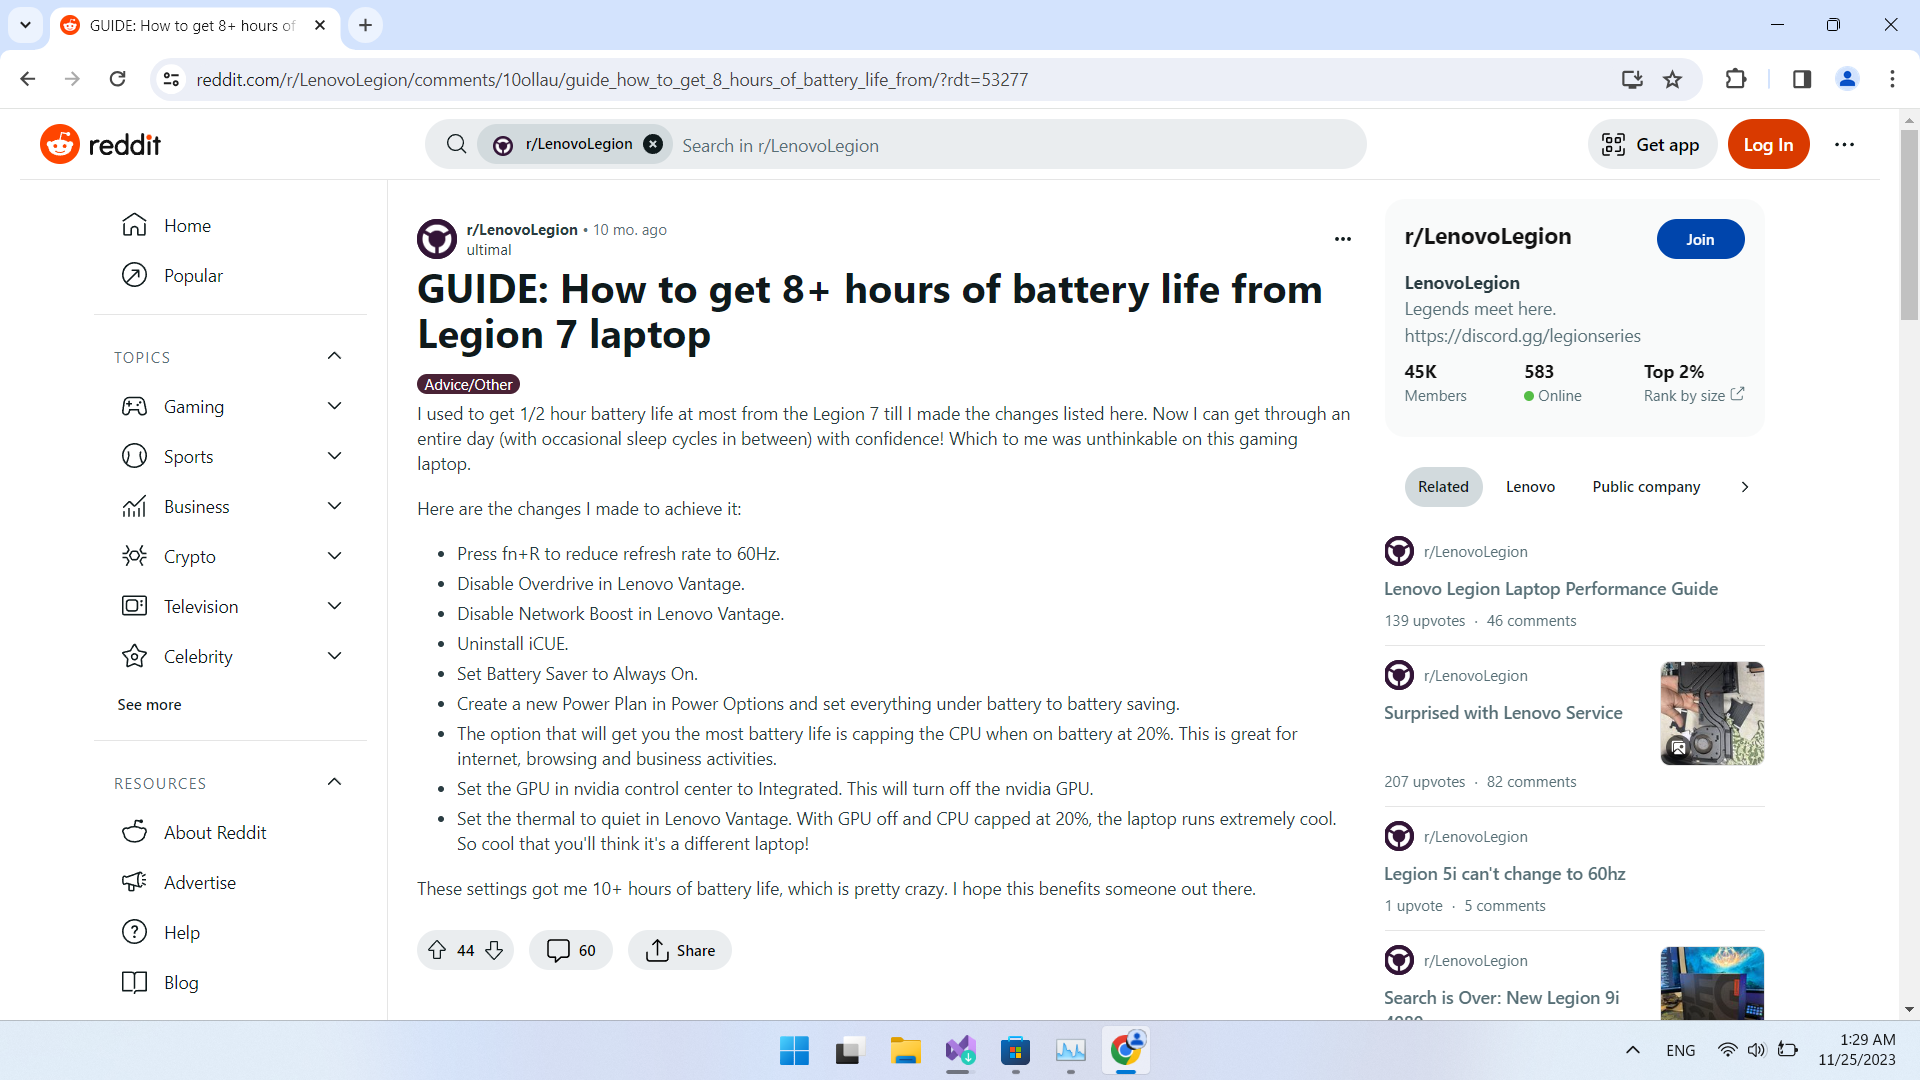 GUIDE: How to get 8+ hours of
reddit.com/r/LenovoLegion/comments/10ollau/guide_how_to_get_8_hours_of_battery_life_from/?rdt=53277
reddit
r/LenovoLegion
Search in r/LenovoLegion
Get app
Log In
Home
Popular
TOPICS
Gaming
Sports
Business
Crypto
Television
Celebrity
See more
RESOURCES
About Reddit
Advertise
Help
Blog
r/LenovoLegion • 10 mo. ago
ultimal
GUIDE: How to get 8+ hours of battery life from
Legion 7 laptop
Advice/Other
I used to get 1/2 hour battery life at most from the Legion 7 till I made the changes listed here. Now I can get through an
entire day (with occasional sleep cycles in between) with confidence! Which to me was unthinkable on this gaming
laptop.
Here are the changes I made to achieve it:
• Press fn+R to reduce refresh rate to 60Hz.
• Disable Overdrive in Lenovo Vantage.
• Disable Network Boost in Lenovo Vantage.
• Uninstall iCUE.
• Set Battery Saver to Always On.
• Create a new Power Plan in Power Options and set everything under battery to battery saving.
• The option that will get you the most battery life is capping the CPU when on battery at 20%. This is great for
internet, browsing and business activities.
• Set the GPU in nvidia control center to Integrated. This will turn off the nvidia GPU.
• Set the thermal to quiet in Lenovo Vantage. With GPU off and CPU capped at 20%, the laptop runs extremely cool.
So cool that you'll think it's a different laptop!
These settings got me 10+ hours of battery life, which is pretty crazy. I hope this benefits someone out there.
44
60
Share
r/LenovoLegion
Join
LenovoLegion
Legends meet here.
https://discord.gg/legionseries
45K
583
Top 2%
Members
Online
Rank by size
Related
Lenovo
Public company
r/LenovoLegion
Lenovo Legion Laptop Performance Guide
139 upvotes · 46 comments
r/LenovoLegion
Surprised with Lenovo Service
207 upvotes · 82 comments
r/LenovoLegion
Legion 5i can't change to 60hz
1 upvote · 5 comments
r/LenovoLegion
Search is Over: New Legion 9i
ENG
1:29 AM
11/25/2023